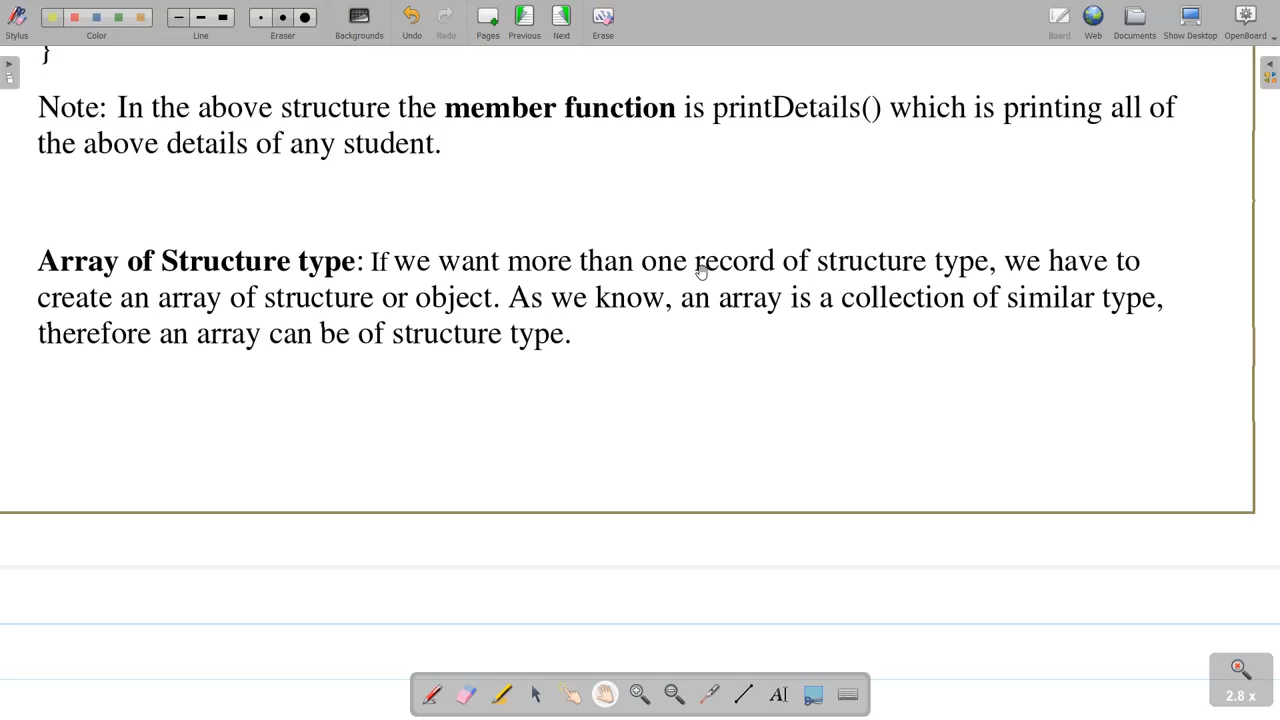 Stylus Color Line Eraser Backgrounds Undo Redo Pages Previous Next Erase Board Web Documents Show Desktop OpenBoard
}
Note: In the above structure the member function is printDetails() which is printing all of
the above details of any student.
Array of Structure type: If we want more than one record of structure type, we have to
create an array of structure or object. As we know, an array is a collection of similar type,
therefore an array can be of structure type.
AI
2.8 x